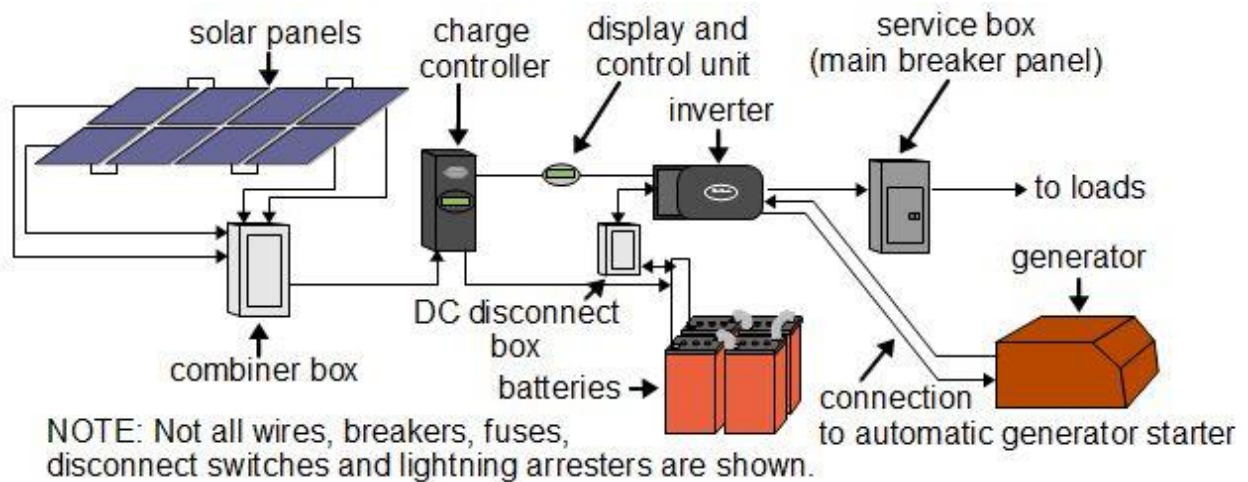 solar panels
charge
controller
display and
control unit
service box
(main breaker panel)
inverter
to loads
generator
DC disconnect
box
combiner box
batteries
connection
to automatic generator starter
NOTE: Not all wires, breakers, fuses,
disconnect switches and lightning arresters are shown.